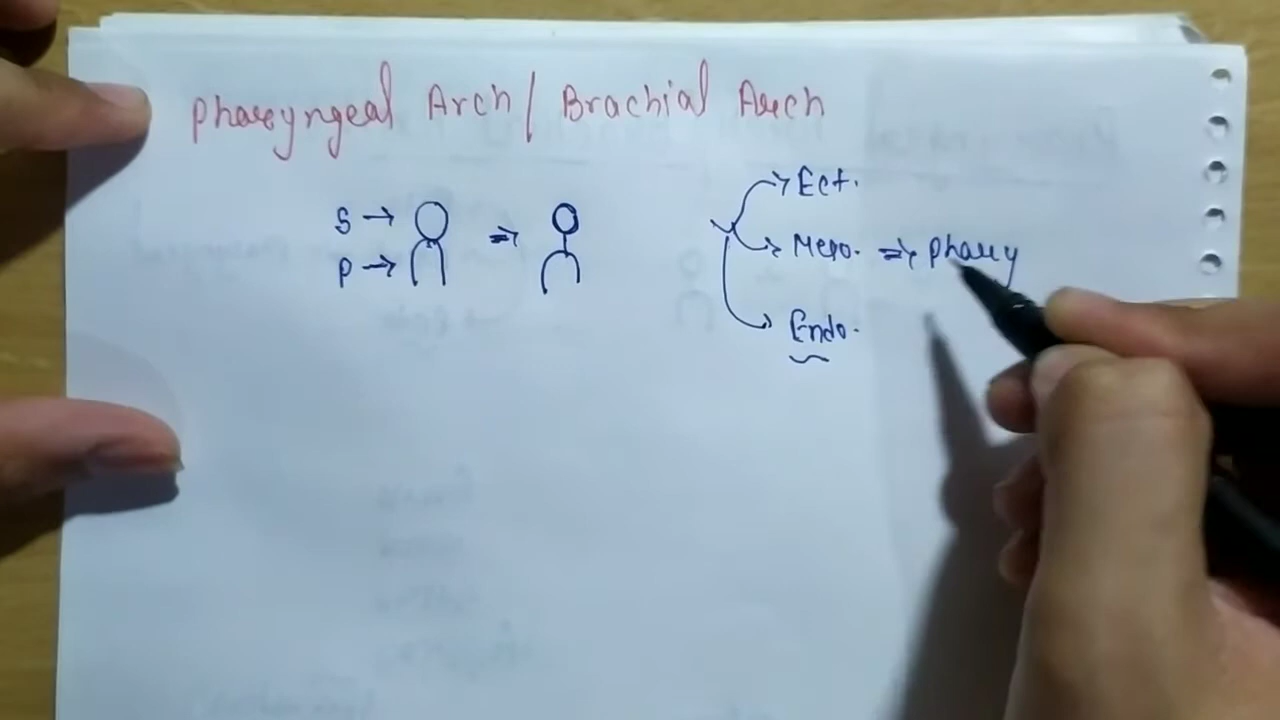 Pharyngeal Arch / Brachial Arch
S →
P →
⇒
→ Ect.
→ Meso. ⇒ Phary
→ Endo.